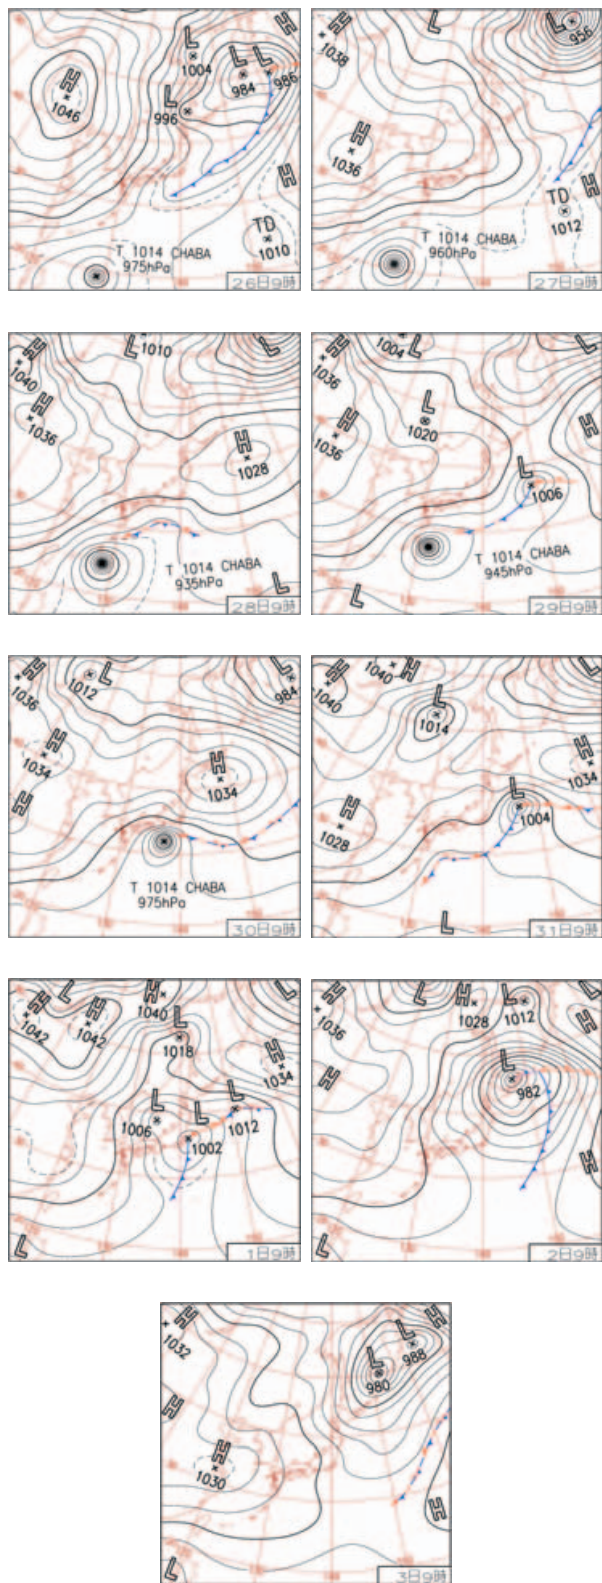 H
L
1004
L
984
L
986
H
1046
L
996
H
TD
1010
T 1014 CHABA
975hPa
26日9時
H
1038
L
L
956
H
1036
H
TD
1012
T 1014 CHABA
960hPa
27日9時
H
1040
L
1010
L
H
1036
H
1028
T 1014 CHABA
935hPa
L
28日9時
H
1036
L
1004
L
L
H
1036
L
1020
H
L
1006
T 1014 CHABA
945hPa
L
29日9時
H
1036
L
1012
L
984
H
1034
H
1034
H
T 1014 CHABA
975hPa
30日9時
H
1040
H
1040
L
L
1014
H
1034
L
1004
H
1028
L
31日9時
H
1042
L
H
1042
H
1040
L
L
1018
H
1034
L
1006
L
1002
L
1012
L
1日9時
H
1036
L
H
1028
L
1012
H
H
L
982
H
L
2日9時
H
1032
L
980
L
988
H
H
H
1030
H
L
3日9時